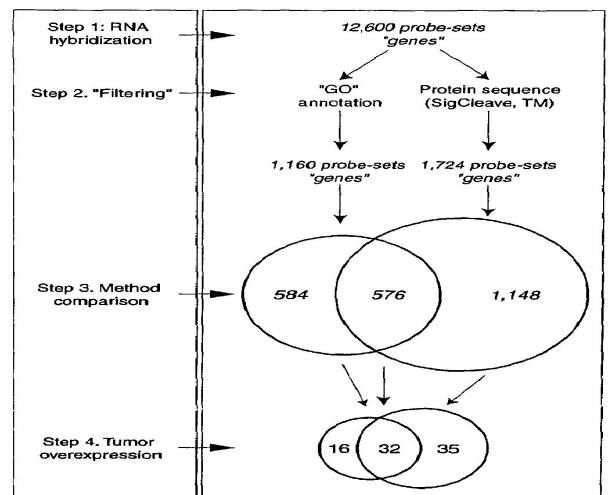 Step 1: RNA
hybridization
12,600 probe-sets
"genes"
Step 2. "Filtering"
"GO"
annotation
Protein sequence
(SigCleave, TM)
1,160 probe-sets
"genes"
1,724 probe-sets
"genes"
Step 3. Method
comparison
584
576
1,148
Step 4. Tumor
overexpression
16
32
35